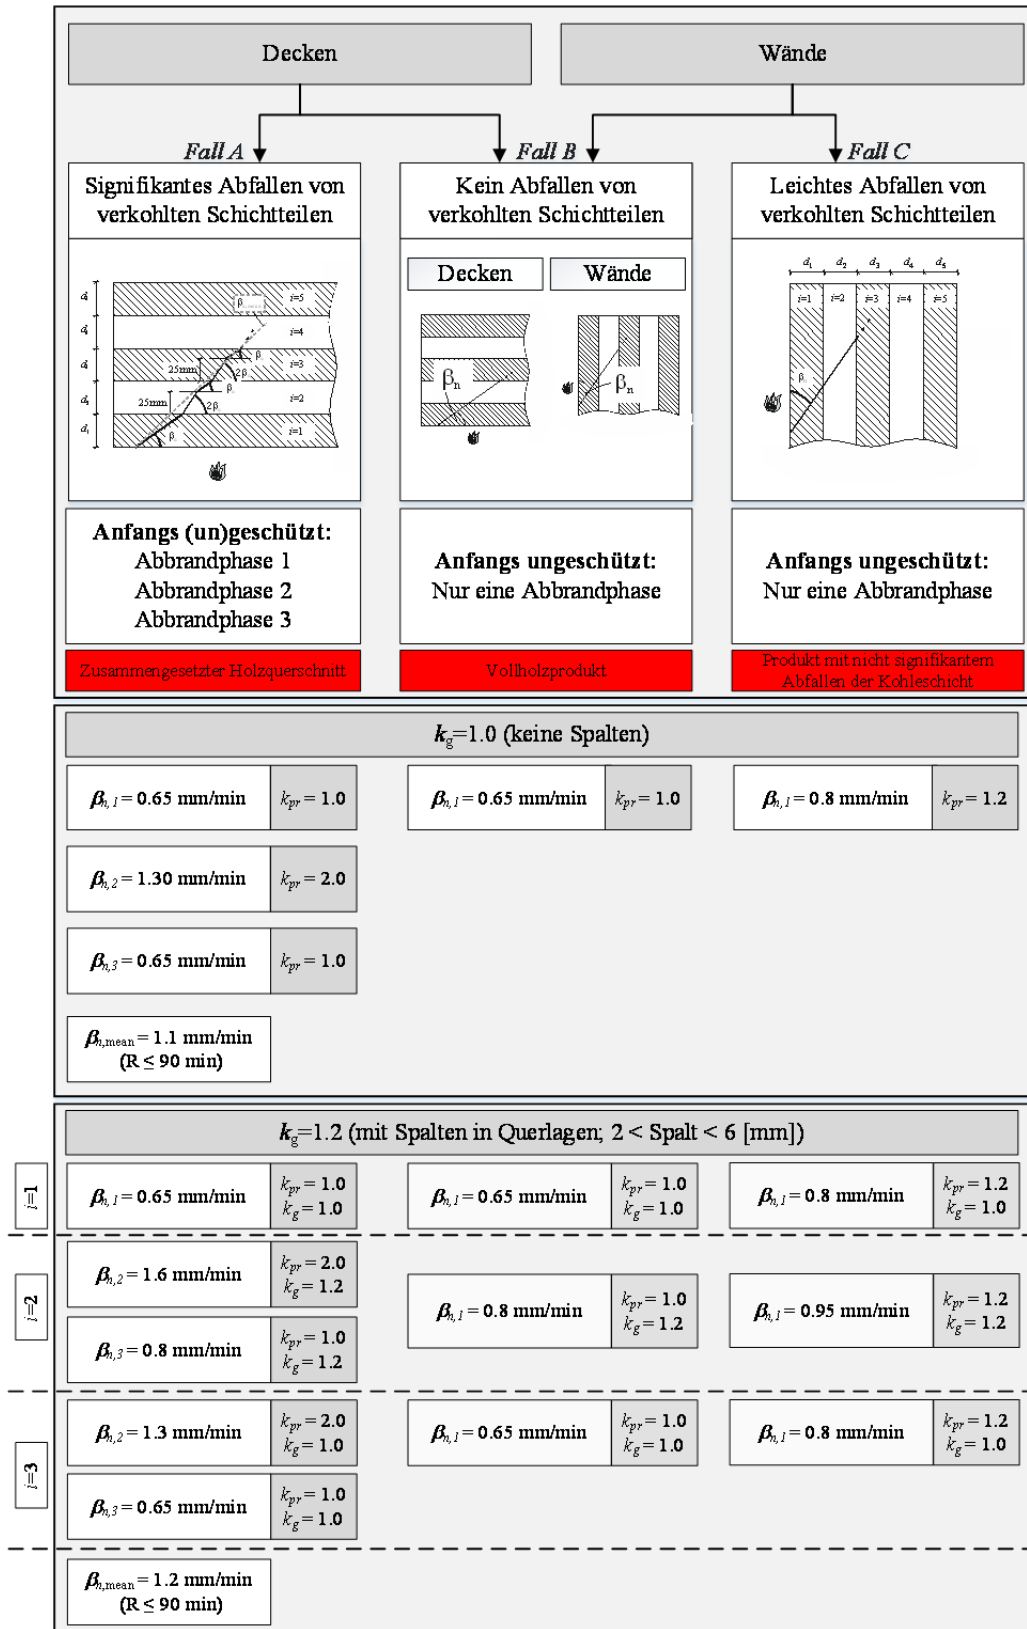 Decken
Wände
Fall A
Fall B
Fall C
Signifikantes Abfallen von
verkohlten Schichtteilen
Kein Abfallen von
verkohlten Schichtteilen
Leichtes Abfallen von
verkohlten Schichtteilen
i=5
i=4
i=3
i=2
i=1
25mm
25mm
β
2β
β
2β
β
Decken
Wände
βn
βn
d1
d2
d3
d4
d5
i=1
i=2
i=3
i=4
i=5
β
Anfangs (un)geschützt:
Abbrandphase 1
Abbrandphase 2
Abbrandphase 3
Anfangs ungeschützt:
Nur eine Abbrandphase
Anfangs ungeschützt:
Nur eine Abbrandphase
Zusammengesetzter Holzquerschnitt
Vollholzprodukt
Produkt mit nicht signifikantem
Abfallen der Kohleschicht
kg=1.0 (keine Spalten)
βn,1 = 0.65 mm/min
kpr = 1.0
βn,1 = 0.65 mm/min
kpr = 1.0
βn,1 = 0.8 mm/min
kpr = 1.2
βn,2 = 1.30 mm/min
kpr = 2.0
βn,3 = 0.65 mm/min
kpr = 1.0
βn,mean = 1.1 mm/min
(R ≤ 90 min)
kg=1.2 (mit Spalten in Querlagen; 2 < Spalt < 6 [mm])
i=1
βn,1 = 0.65 mm/min
kpr = 1.0
kg = 1.0
βn,1 = 0.65 mm/min
kpr = 1.0
kg = 1.0
βn,1 = 0.8 mm/min
kpr = 1.2
kg = 1.0
i=2
βn,2 = 1.6 mm/min
kpr = 2.0
kg = 1.2
βn,3 = 0.8 mm/min
kpr = 1.0
kg = 1.2
βn,1 = 0.8 mm/min
kpr = 1.0
kg = 1.2
βn,1 = 0.95 mm/min
kpr = 1.2
kg = 1.2
i=3
βn,2 = 1.3 mm/min
kpr = 2.0
kg = 1.0
βn,1 = 0.65 mm/min
kpr = 1.0
kg = 1.0
βn,1 = 0.8 mm/min
kpr = 1.2
kg = 1.0
βn,3 = 0.65 mm/min
kpr = 1.0
kg = 1.0
βn,mean = 1.2 mm/min
(R ≤ 90 min)